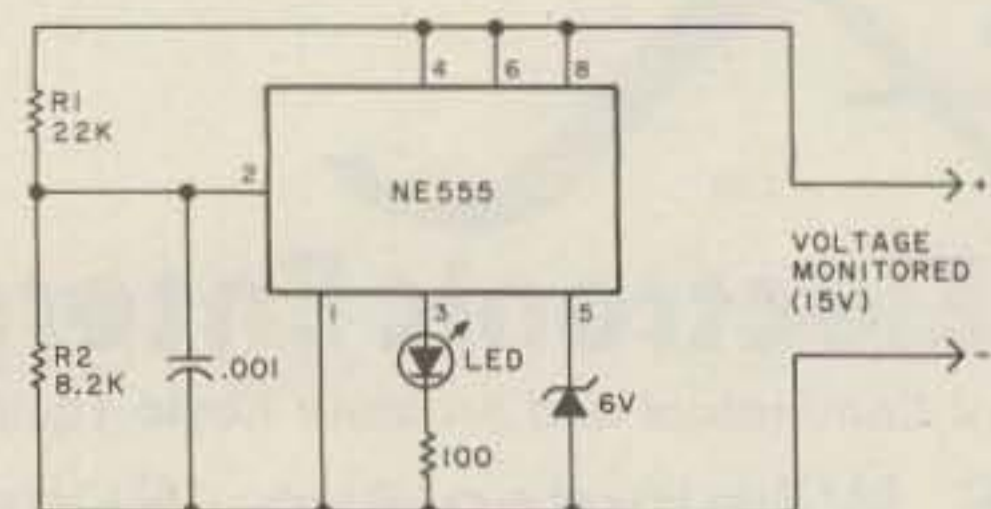 4 6 8
R1
22K
2
NE555
+
VOLTAGE
MONITORED
(15V)
1 3 5
-
R2
8.2K
.001
LED
6V
100